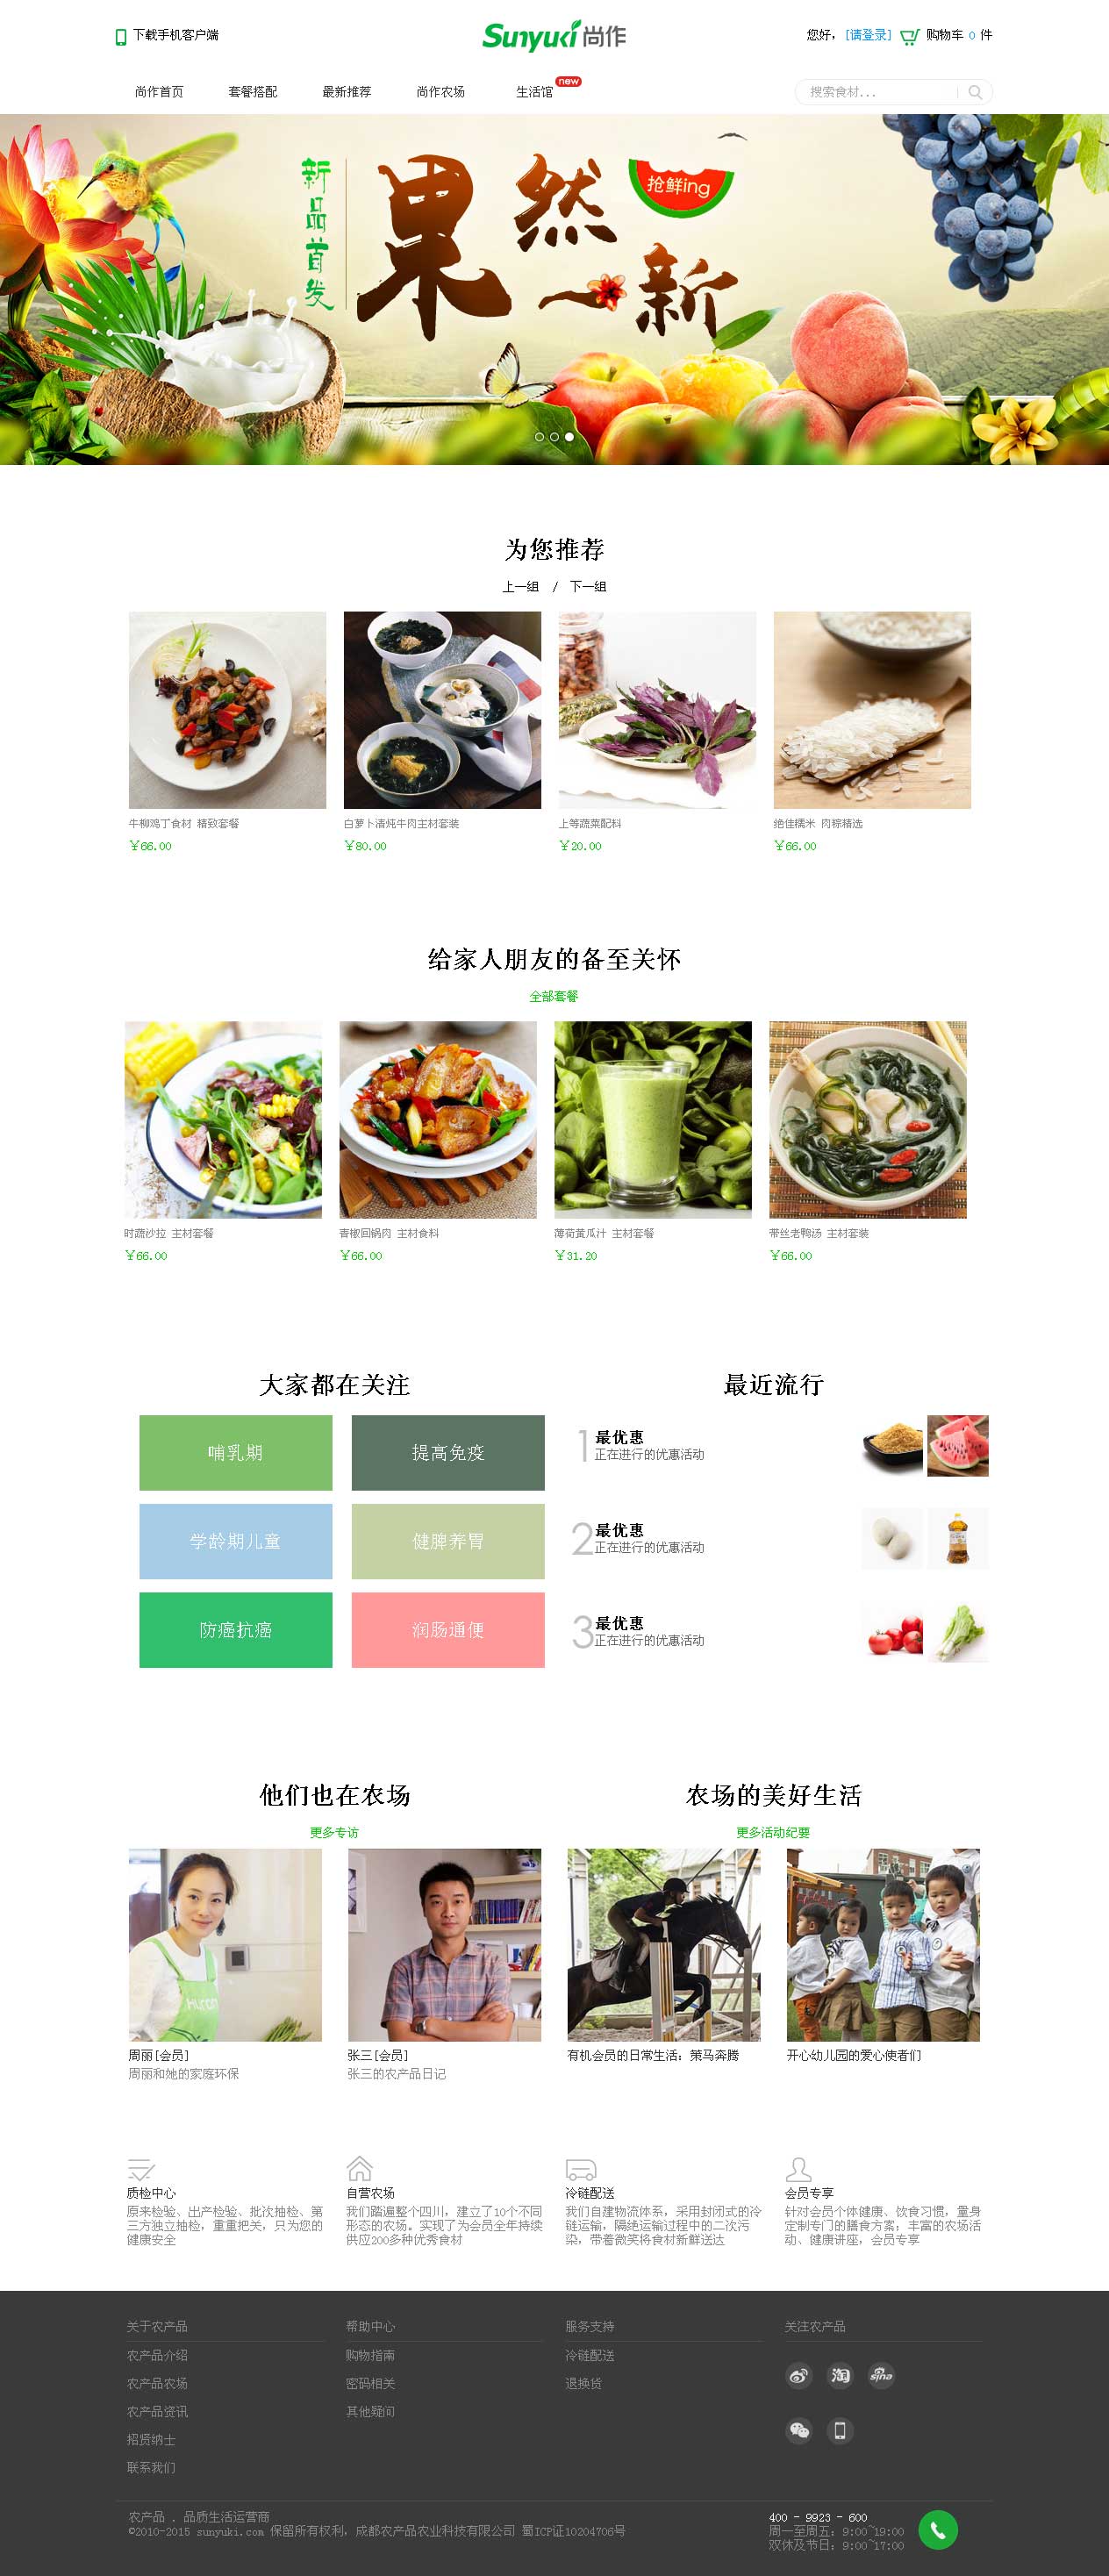 下载手机客户端
Sunyuki 尚作
您好，[请登录] 购物车 0 件
尚作首页 套餐搭配 最新推荐 尚作农场 生活馆 new
搜索食材...
新品首发
果然一新
抢鲜ing
为您推荐
上一组 / 下一组
牛柳鸡丁食材 精致套餐
￥66.00
白萝卜清炖牛肉主材套装
￥80.00
上等蔬菜配料
￥20.00
绝佳糯米 肉粽精选
￥66.00
给家人朋友的备至关怀
全部套餐
时蔬沙拉 主材套餐
￥66.00
青椒回锅肉 主材食料
￥66.00
薄荷黄瓜汁 主材套餐
￥31.20
带丝老鸭汤 主材套装
￥66.00
大家都在关注
哺乳期 提高免疫
学龄期儿童 健脾养胃
防癌抗癌 润肠通便
最近流行
1 最优惠
正在进行的优惠活动
2 最优惠
正在进行的优惠活动
3 最优惠
正在进行的优惠活动
他们也在农场
更多专访
农场的美好生活
更多活动纪要
周丽[会员]
周丽和她的家庭环保
张三[会员]
张三的农产品日记
有机会员的日常生活：策马奔腾
开心幼儿园的爱心使者们
质检中心
原来检验、出产检验、批次抽检、第
三方独立抽检，重重把关，只为您的
健康安全
自营农场
我们踏遍整个四川，建立了10个不同
形态的农场。实现了为会员全年持续
供应200多种优秀食材
冷链配送
我们自建物流体系，采用封闭式的冷
链运输，隔绝运输过程中的二次污
染，带着微笑将食材新鲜送达
会员专享
针对会员个体健康、饮食习惯，量身
定制专门的膳食方案；丰富的农场活
动、健康讲座，会员专享
关于农产品
农产品介绍
农产品农场
农产品资讯
招贤纳士
联系我们
帮助中心
购物指南
密码相关
其他疑问
服务支持
冷链配送
退换货
关注农产品
淘
sina
农产品 . 品质生活运营商
©2010-2015 sunyuki.com 保留所有权利，成都农产品农业科技有限公司 蜀ICP证10204706号
400 - 9923 - 600
周一至周五：9:00~19:00
双休及节日：9:00~17:00